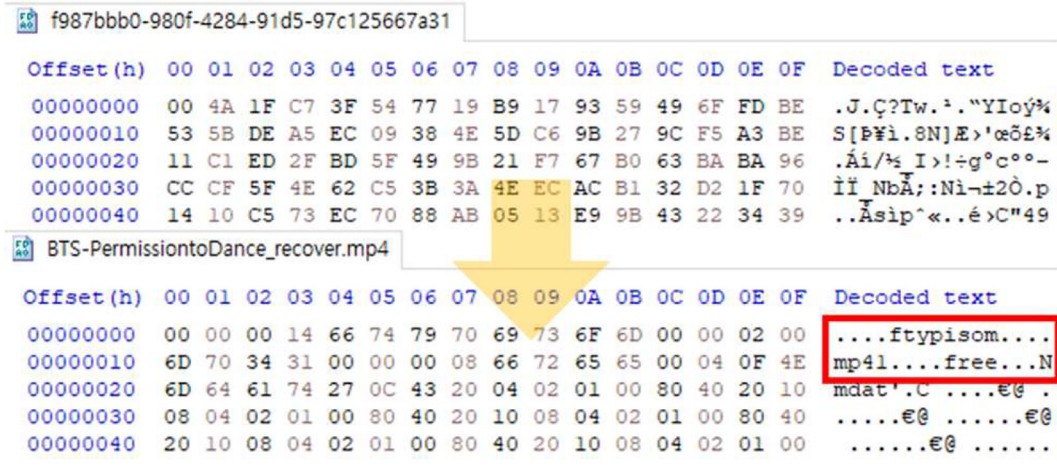 f987bbb0-980f-4284-91d5-97c125667a31
Offset(h) 00 01 02 03 04 05 06 07 08 09 0A 0B 0C 0D 0E 0F Decoded text
00000000 00 4A 1F C7 3F 54 77 19 B9 17 93 59 49 6F FD BE .J.Ç?Tw.¹.“YIoý¾
00000010 53 5B DE A5 EC 09 38 4E 5D C6 9B 27 9C F5 A3 BE S[Þ¥ì.8N]Æ›'œõ£¾
00000020 11 C1 ED 2F BD 5F 49 9B 21 F7 67 B0 63 BA BA 96 .Áí/½_I›!÷g°cºº–
00000030 CC CF 5F 4E 62 C5 3B 3A 4E EC AC B1 32 D2 1F 70 ÌÏ_NbÅ;:Nì¬±2Ò.p
00000040 14 10 C5 73 EC 70 88 AB 05 13 E9 9B 43 22 34 39 ..Åsìpˆ«..é›C"49
BTS-PermissiontoDance_recover.mp4
Offset(h) 00 01 02 03 04 05 06 07 08 09 0A 0B 0C 0D 0E 0F Decoded text
00000000 00 00 00 14 66 74 79 70 69 73 6F 6D 00 00 02 00 ....ftypisom....
00000010 6D 70 34 31 00 00 00 08 66 72 65 65 00 04 0F 4E mp41....free...N
00000020 6D 64 61 74 27 0C 43 20 04 02 01 00 80 40 20 10 mdat'.C ....€@ .
00000030 08 04 02 01 00 80 40 20 10 08 04 02 01 00 80 40 .....€@ ......€@
00000040 20 10 08 04 02 01 00 80 40 20 10 08 04 02 01 00 ......€@ ......